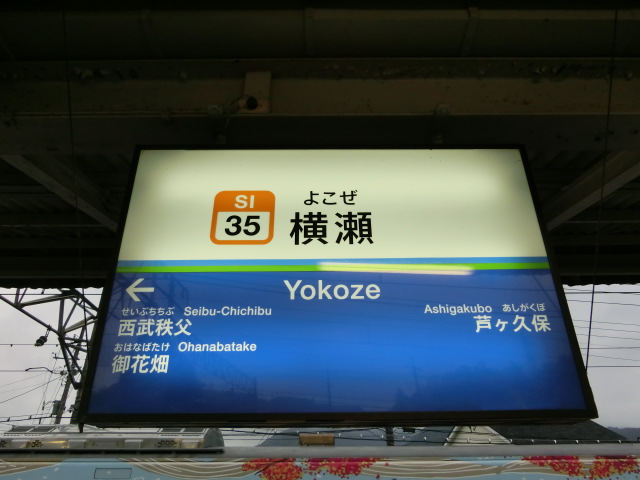 SI
35
よこぜ
横瀬
←
Yokoze
せいぶちちぶ Seibu-Chichibu
西武秩父
おはなばたけ Ohanabatake
御花畑
Ashigakubo あしがくぼ
芦ヶ久保